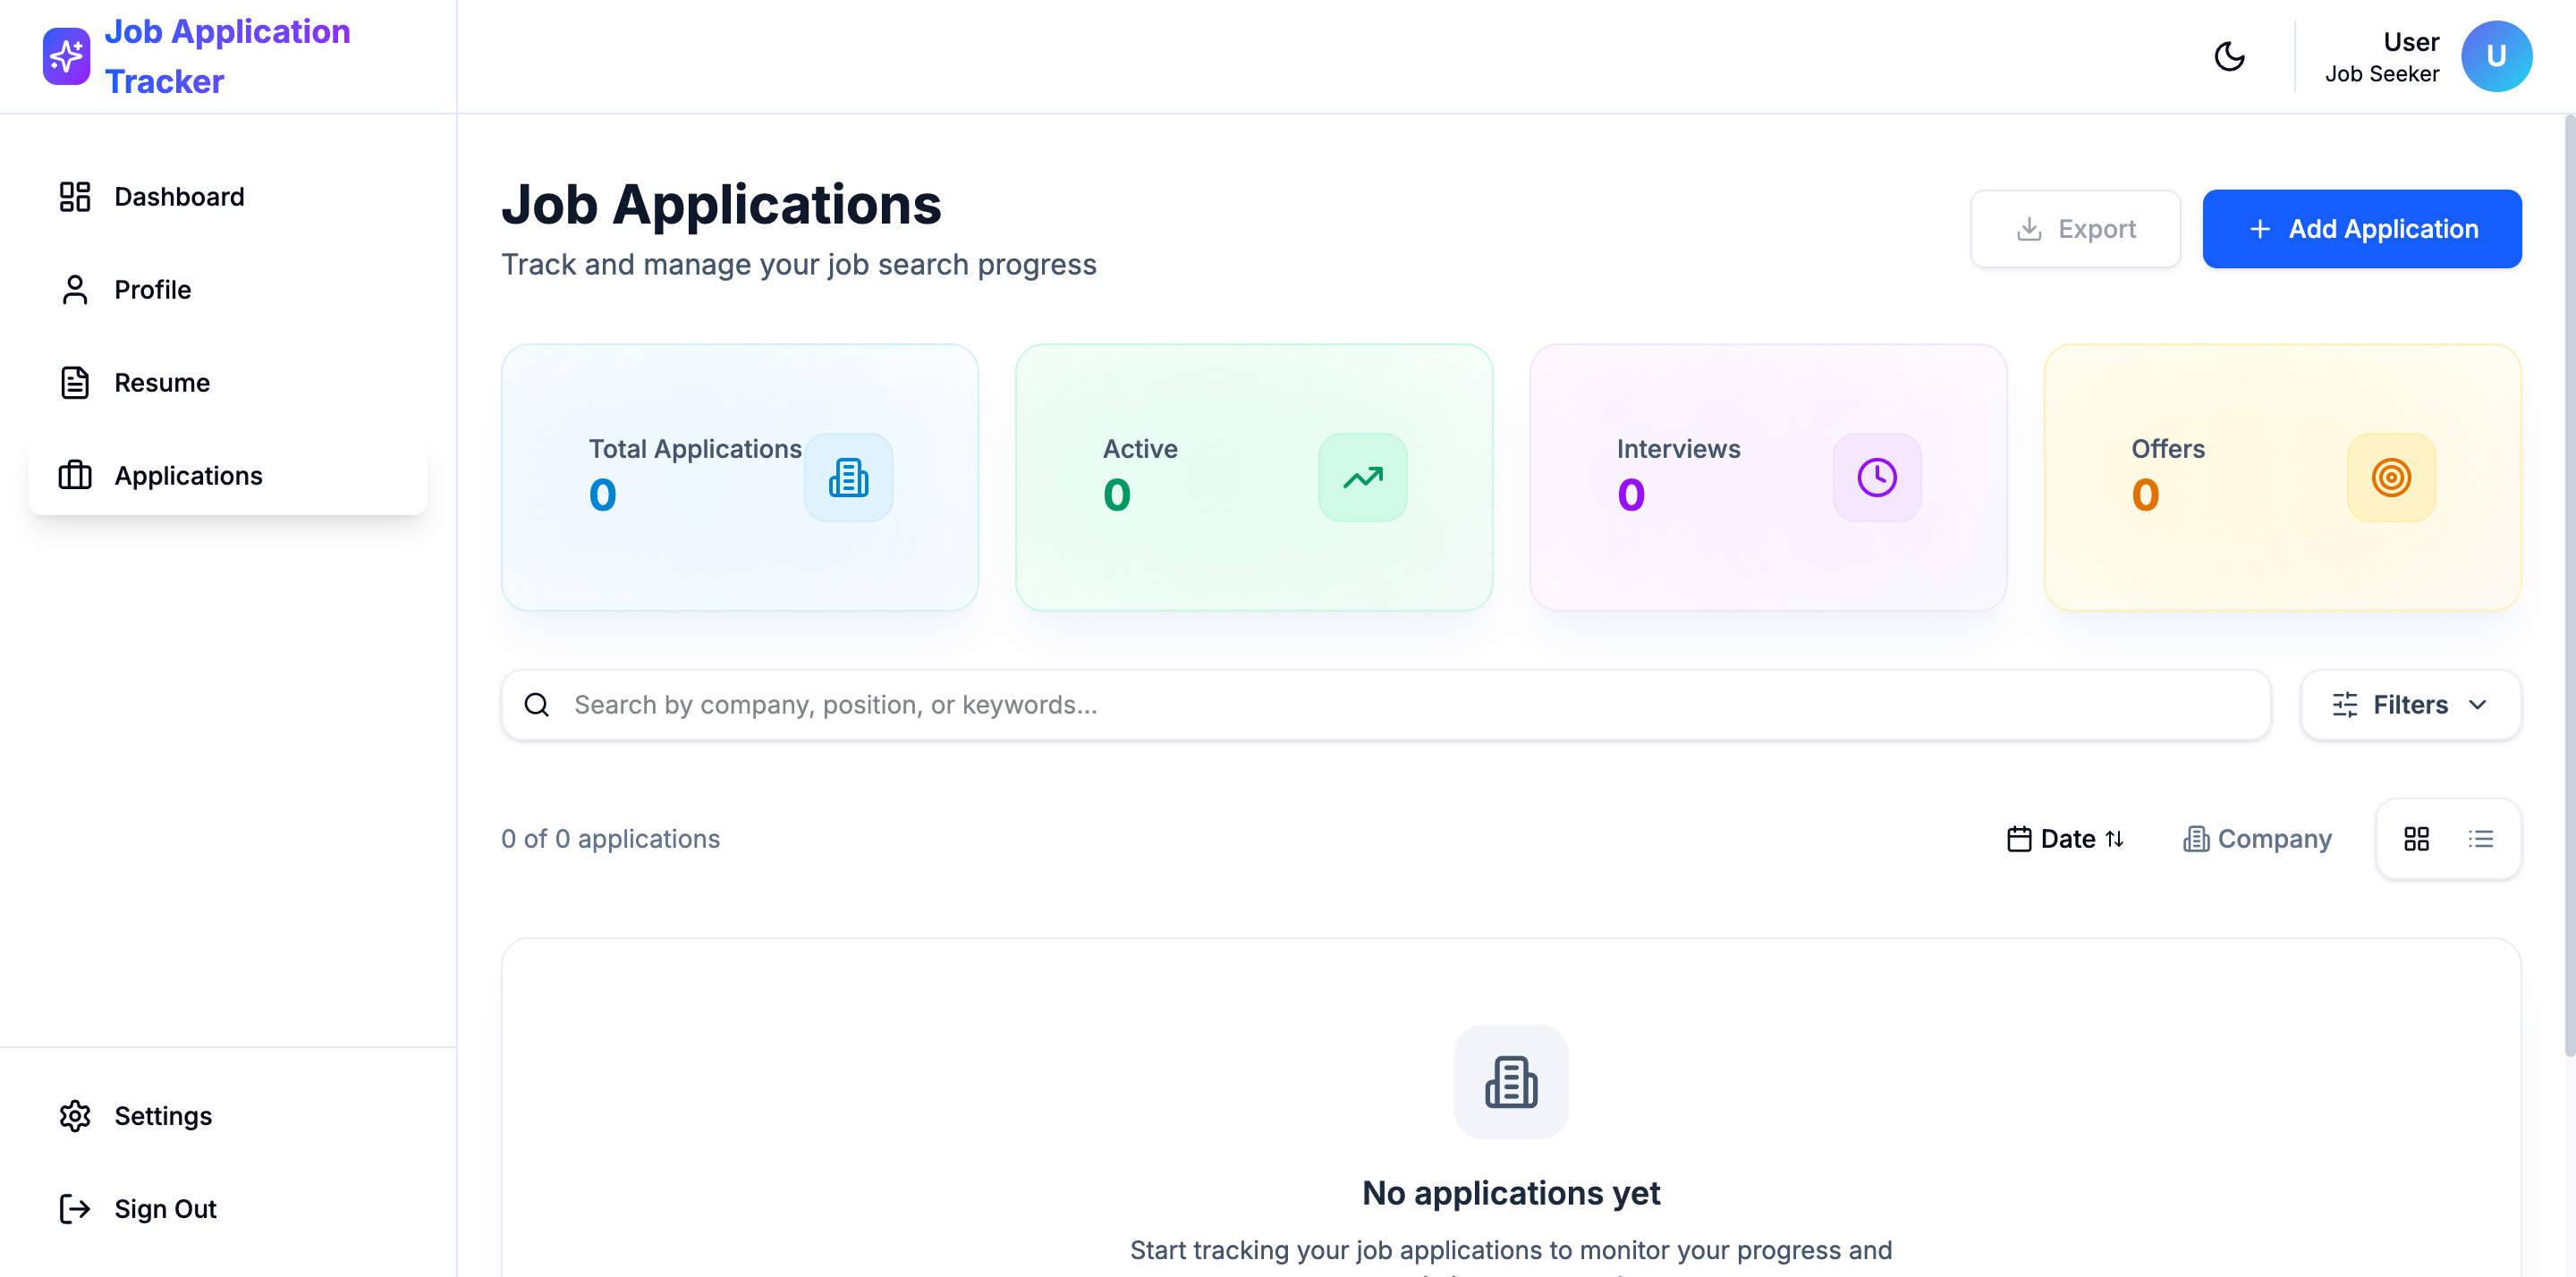 Job Application
Tracker
User
Job Seeker
U
Dashboard
Profile
Resume
Applications
Settings
Sign Out
Job Applications
Track and manage your job search progress
Export
Add Application
Total Applications
0
Active
0
Interviews
0
Offers
0
Search by company, position, or keywords...
Filters
0 of 0 applications
Date
Company
No applications yet
Start tracking your job applications to monitor your progress and